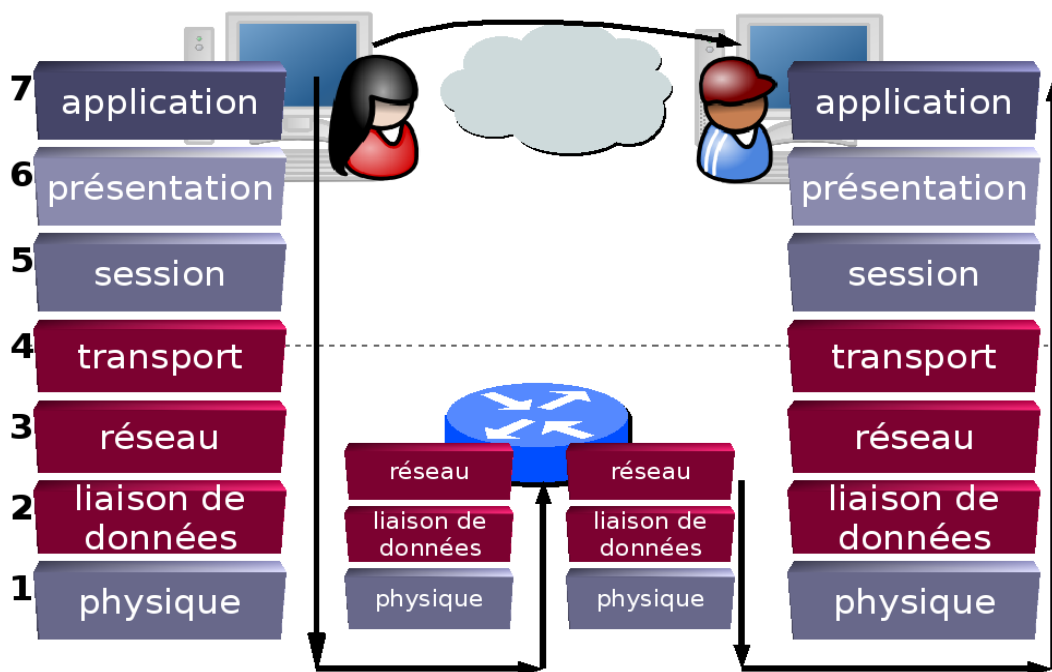 7
application
application
6
présentation
présentation
5
session
session
4
transport
transport
3
réseau
réseau
réseau
réseau
2
liaison de
données
liaison de
données
liaison de
données
liaison de
données
1
physique
physique
physique
physique